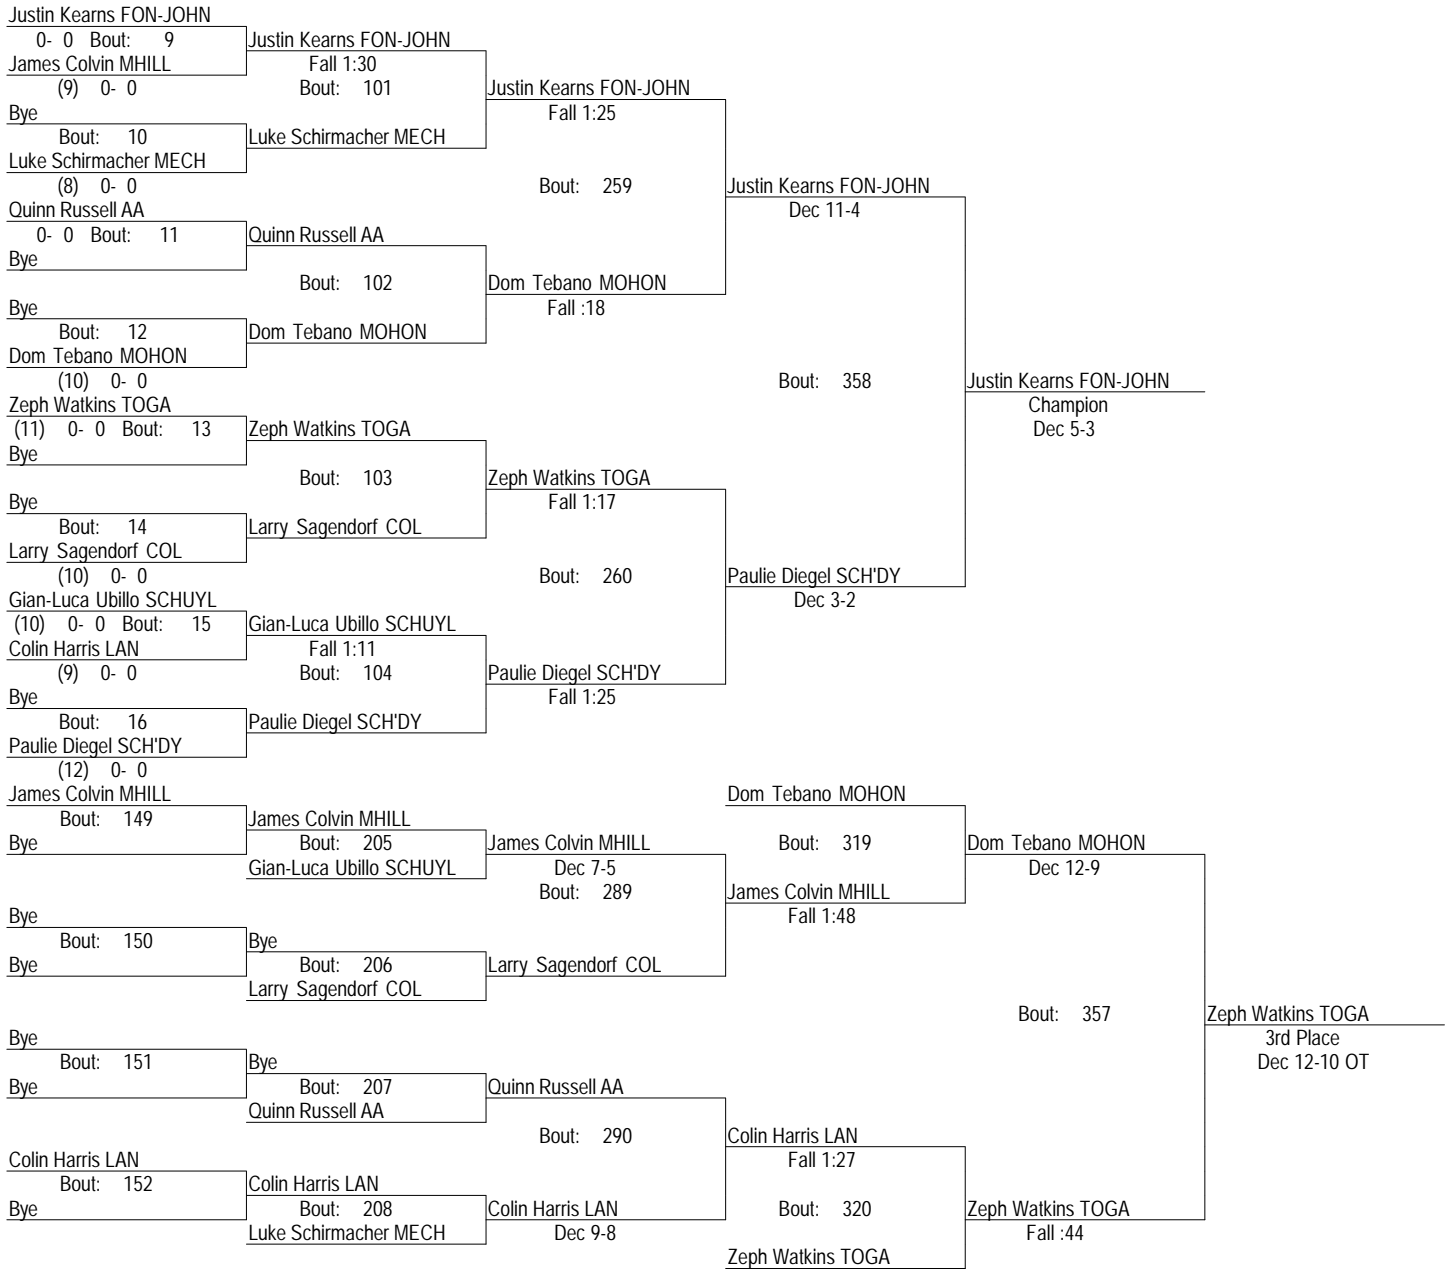 Justin Kearns FON-JOHN
0- 0 Bout: 9 Justin Kearns FON-JOHN
James Colvin MHILL Fall 1:30
(9) 0- 0 Bout: 101 Justin Kearns FON-JOHN
Bye Fall 1:25
Bout: 10 Luke Schirmacher MECH
Luke Schirmacher MECH
(8) 0- 0 Bout: 259 Justin Kearns FON-JOHN
Quinn Russell AA Dec 11-4
0- 0 Bout: 11 Quinn Russell AA
Bye
Bout: 102 Dom Tebano MOHON
Bye Fall :18
Bout: 12 Dom Tebano MOHON
Dom Tebano MOHON
(10) 0- 0 Bout: 358 Justin Kearns FON-JOHN
Zeph Watkins TOGA Champion
(11) 0- 0 Bout: 13 Zeph Watkins TOGA Dec 5-3
Bye
Bout: 103 Zeph Watkins TOGA
Bye Fall 1:17
Bout: 14 Larry Sagendorf COL
Larry Sagendorf COL
(10) 0- 0 Bout: 260 Paulie Diegel SCH'DY
Gian-Luca Ubillo SCHUYL Dec 3-2
(10) 0- 0 Bout: 15 Gian-Luca Ubillo SCHUYL
Colin Harris LAN Fall 1:11
(9) 0- 0 Bout: 104 Paulie Diegel SCH'DY
Bye Fall 1:25
Bout: 16 Paulie Diegel SCH'DY
Paulie Diegel SCH'DY
(12) 0- 0
James Colvin MHILL Dom Tebano MOHON
Bout: 149 James Colvin MHILL
Bye Bout: 205 James Colvin MHILL Bout: 319 Dom Tebano MOHON
Gian-Luca Ubillo SCHUYL Dec 7-5 Dec 12-9
Bout: 289 James Colvin MHILL
Bye Fall 1:48
Bout: 150 Bye
Bye Bout: 206 Larry Sagendorf COL
Larry Sagendorf COL
Bout: 357 Zeph Watkins TOGA
Bye 3rd Place
Bout: 151 Bye Dec 12-10 OT
Bye Bout: 207 Quinn Russell AA
Quinn Russell AA
Bout: 290 Colin Harris LAN
Colin Harris LAN Fall 1:27
Bout: 152 Colin Harris LAN
Bye Bout: 208 Colin Harris LAN Bout: 320 Zeph Watkins TOGA
Luke Schirmacher MECH Dec 9-8 Fall :44
Zeph Watkins TOGA